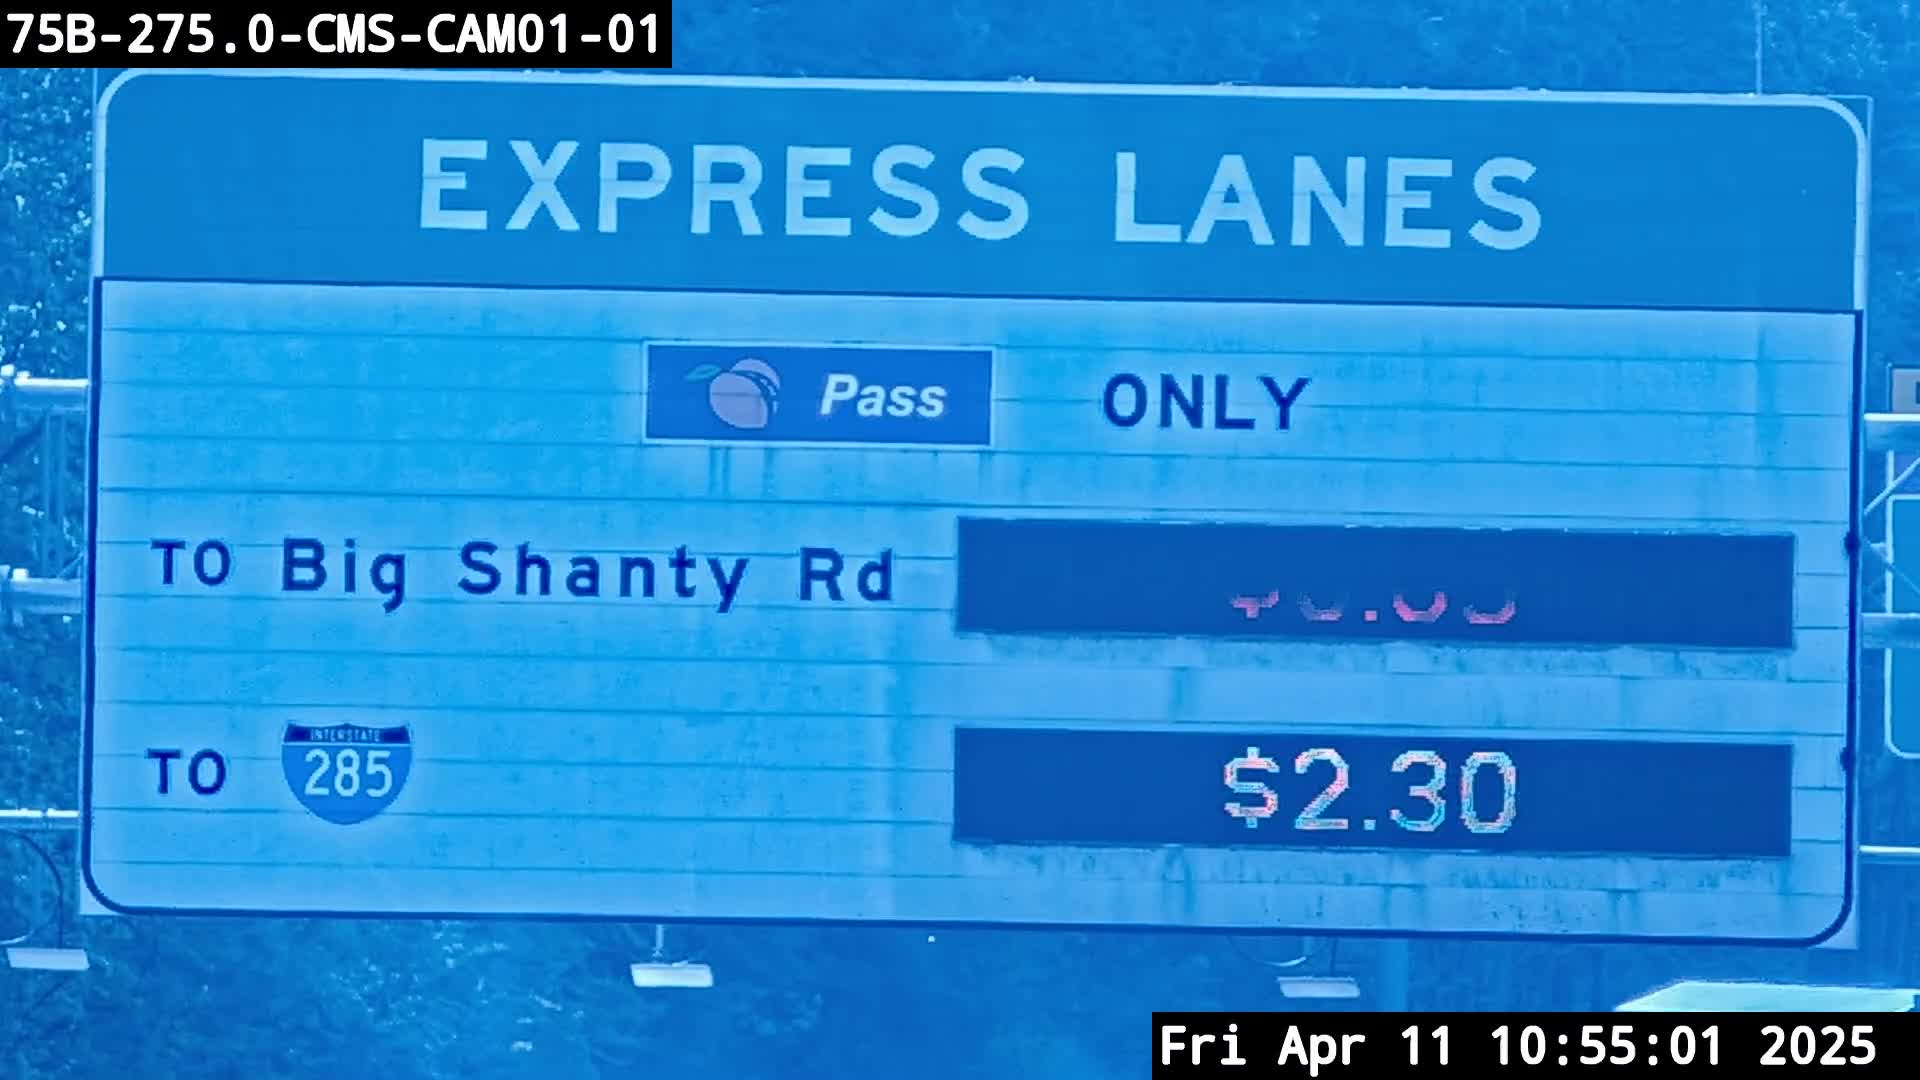 75B-275.0-CMS-CAM01-01
EXPRESS LANES
Pass ONLY
TO Big Shanty Rd
TO INTERSTATE 285 $2.30
Fri Apr 11 10:55:01 2025